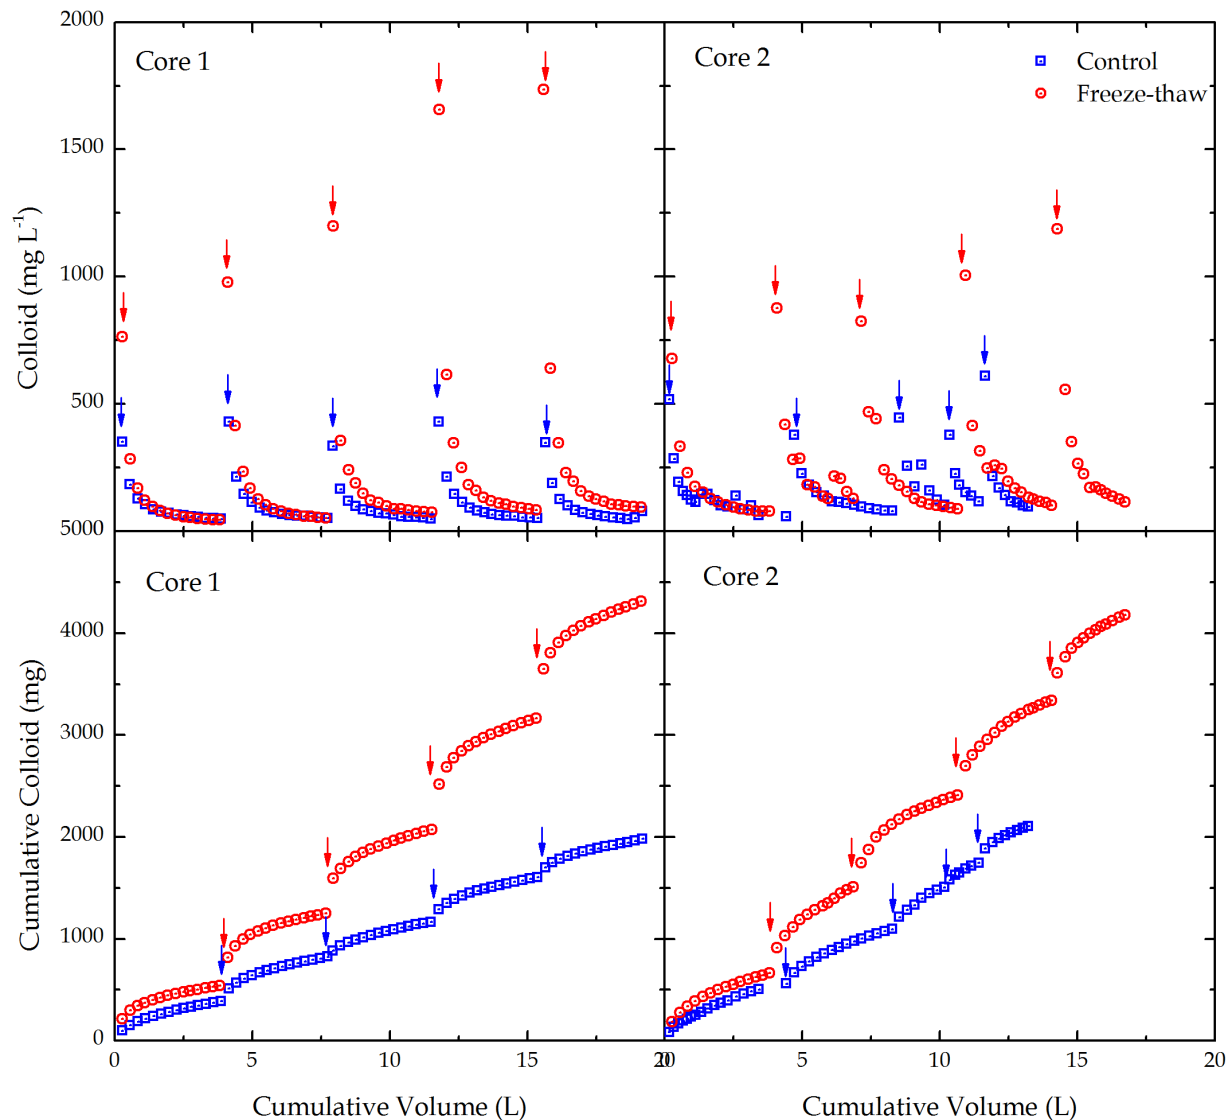 2000
1500
1000
500
5000
4000
3000
2000
1000
0
Colloid (mg L-1)
Cumulative Colloid (mg)
Core 1
Core 2
Control
Freeze-thaw
Core 1
Core 2
0
5
10
15
20
0
5
10
15
20
Cumulative Volume (L)
Cumulative Volume (L)